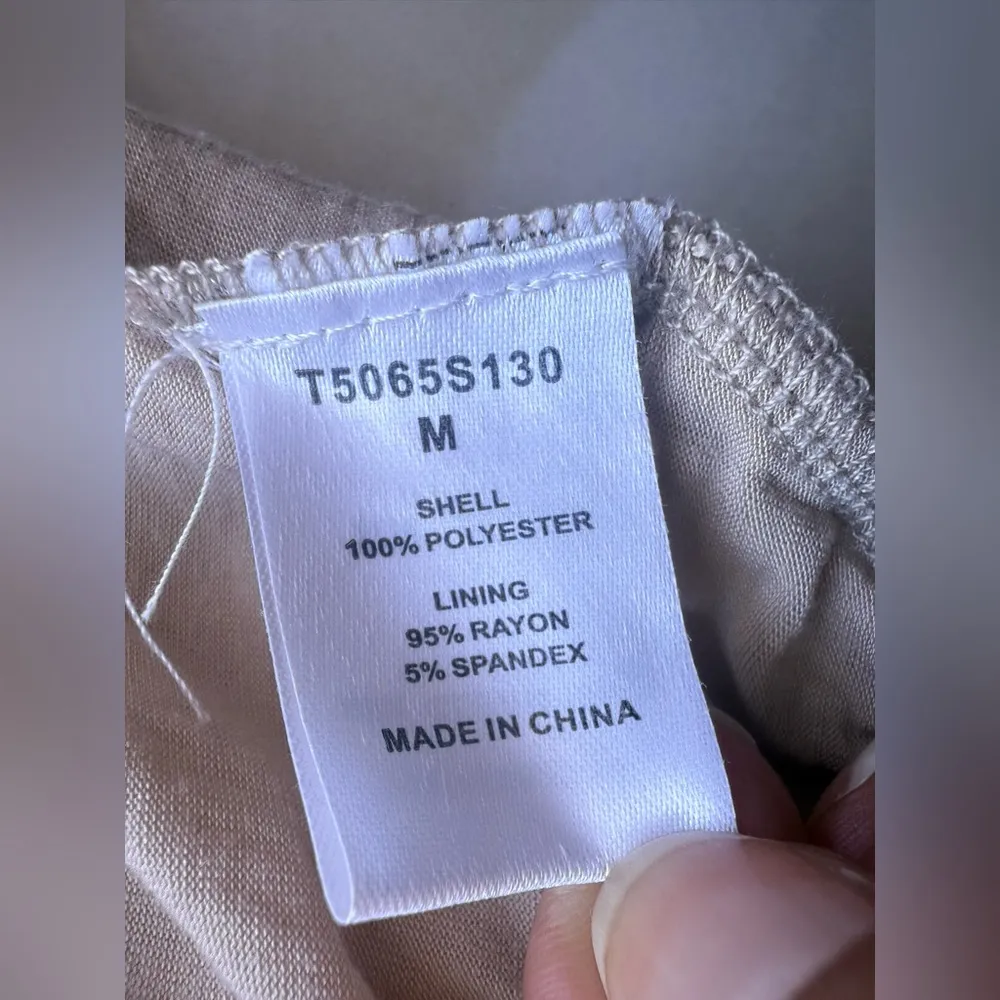 T5065S130
M
SHELL
100% POLYESTER
LINING
95% RAYON
5% SPANDEX
MADE IN CHINA